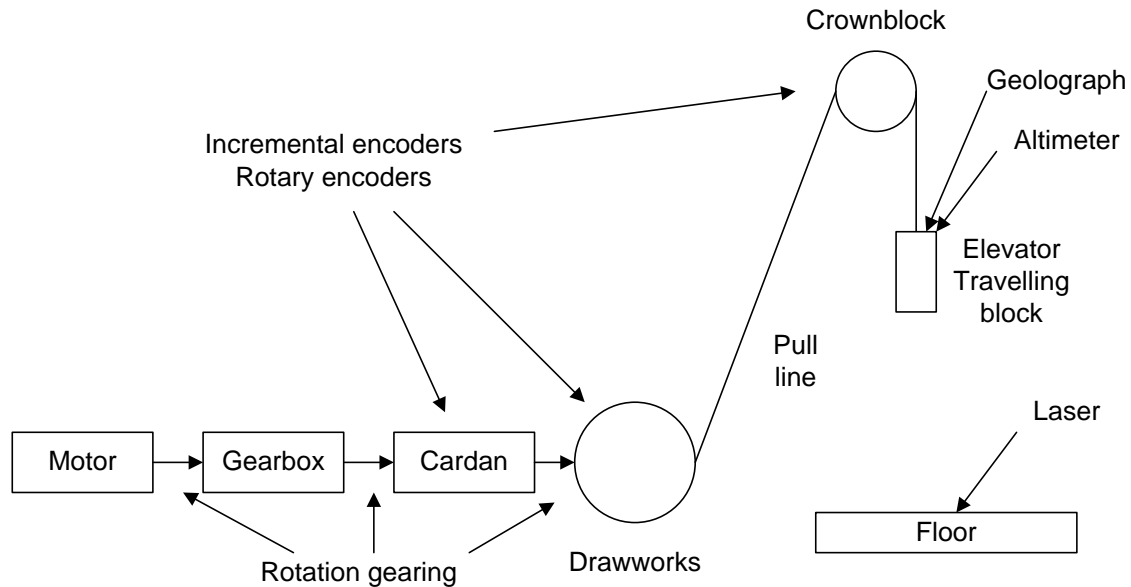 Crownblock
Geolograph
Altimeter
Incremental encoders
Rotary encoders
Elevator
Travelling
block
Pull
line
Laser
Motor
Gearbox
Cardan
Floor
Drawworks
Rotation gearing